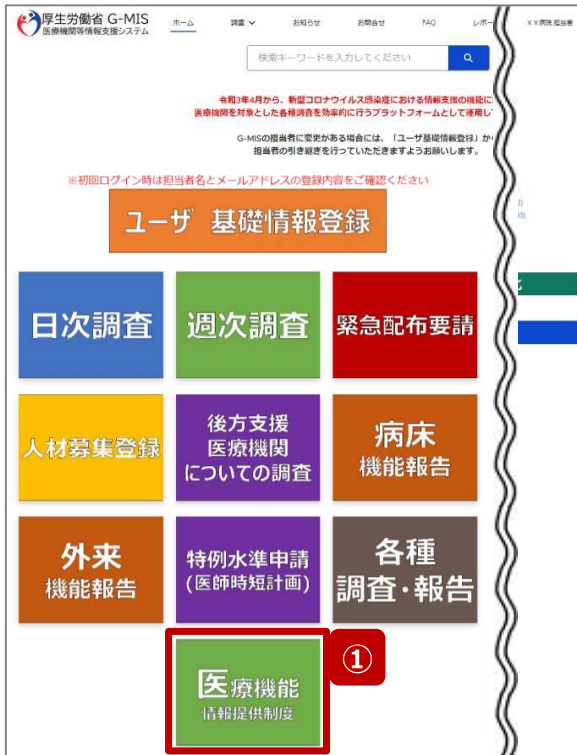 厚生労働省 G-MIS
医療機関等情報支援システム
ホーム 調査 お知らせ お問合せ FAQ レポー
××病院 担当者
検索キーワードを入力してください
令和3年4月から、新型コロナウイルス感染症における情報支援の機能に
医療機関を対象とした各種調査を効率的に行うプラットフォームとして運用し
G-MISの担当者に変更がある場合には、「ユーザ基礎情報登録」か
担当者の引き継ぎを行っていただきますようお願いします。
※初回ログイン時は担当者名とメールアドレスの登録内容をご確認ください
ユーザ 基礎情報登録
日次調査
週次調査
緊急配布要請
人材募集登録
後方支援
医療機関
についての調査
病床
機能報告
外来
機能報告
特例水準申請
(医師時短計画)
各種
調査・報告
医療機能
情報提供制度
①